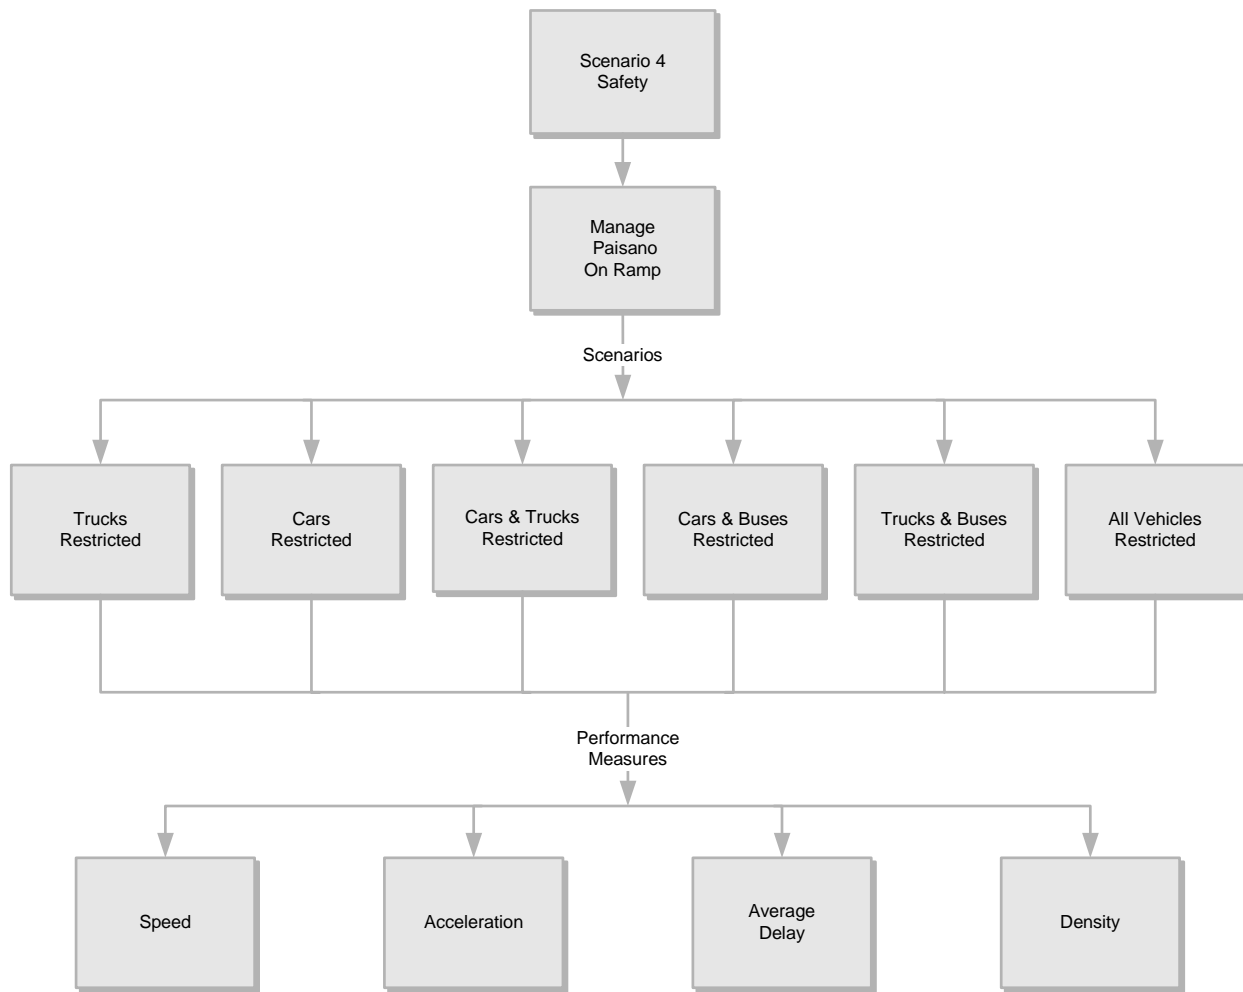 Scenario 4
Safety
Manage
Paisano
On Ramp
Scenarios
Trucks
Restricted
Cars
Restricted
Cars & Trucks
Restricted
Cars & Buses
Restricted
Trucks & Buses
Restricted
All Vehicles
Restricted
Performance
Measures
Speed
Acceleration
Average
Delay
Density